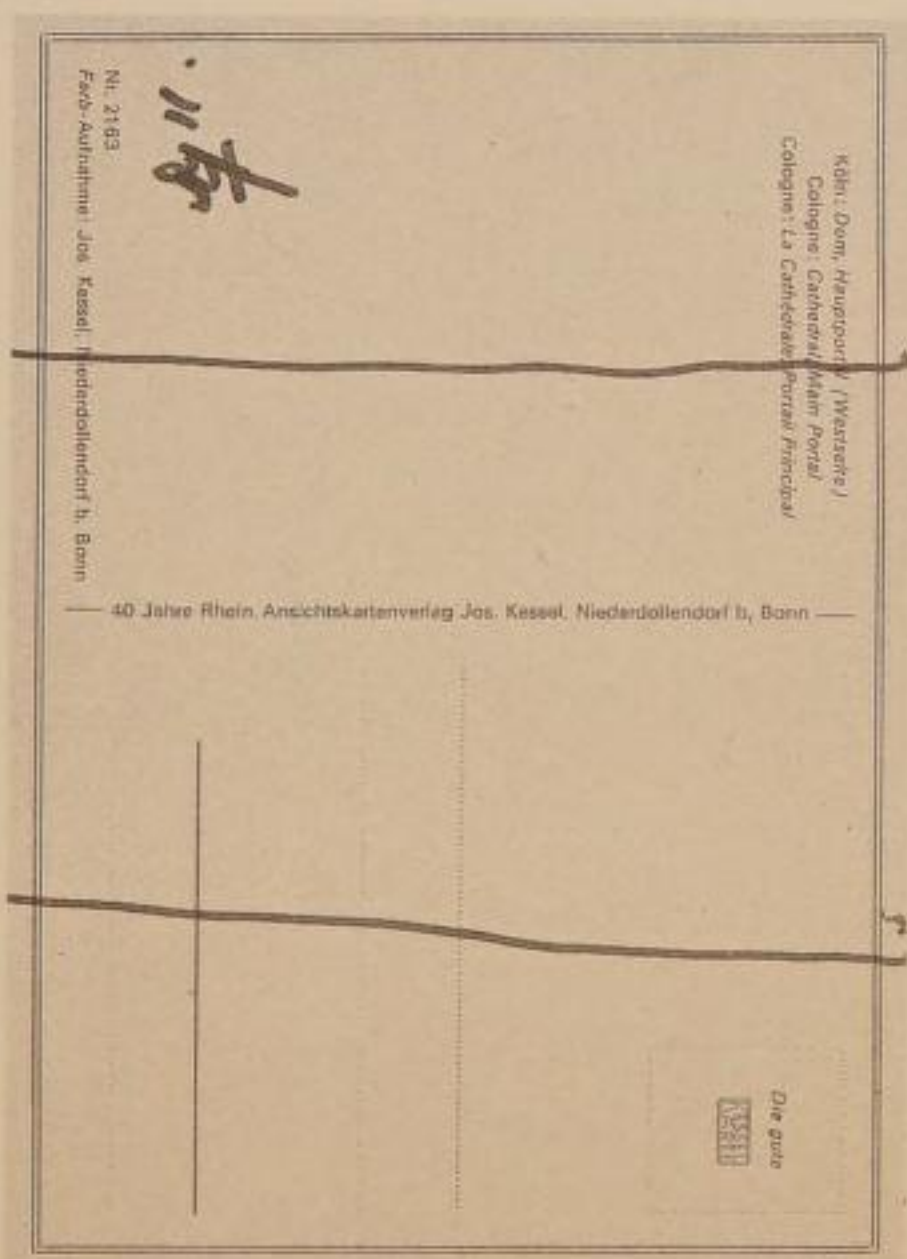 Köln: Dom, Hauptportal (Westseite)
Cologne: Cathedral, Main Portal
Cologne: La Cathédrale, Portail Principal
Nr. 2163
Farb-Aufnahme: Jos. Kessel, Niederdollendorf b. Bonn
40 Jahre Rhein. Ansichtskartenverlag Jos. Kessel, Niederdollendorf b, Bonn
Die gute